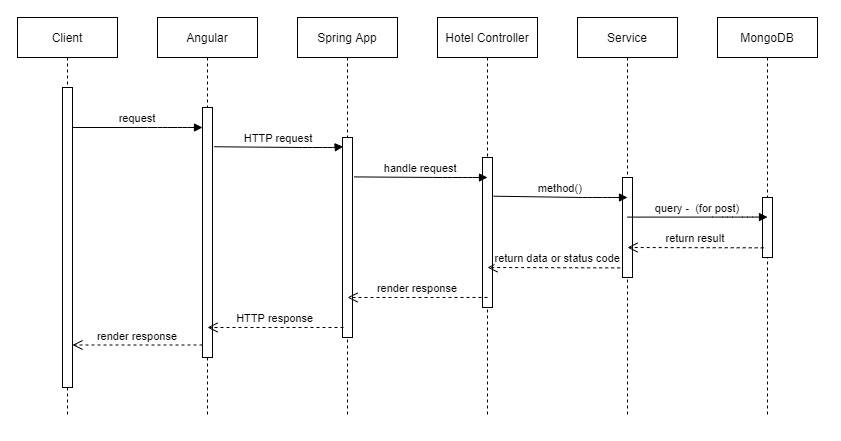 Client
Angular
Spring App
Hotel Controller
Service
MongoDB
request
HTTP request
handle request
method()
query - (for post)
return result
return data or status code
render response
HTTP response
render response